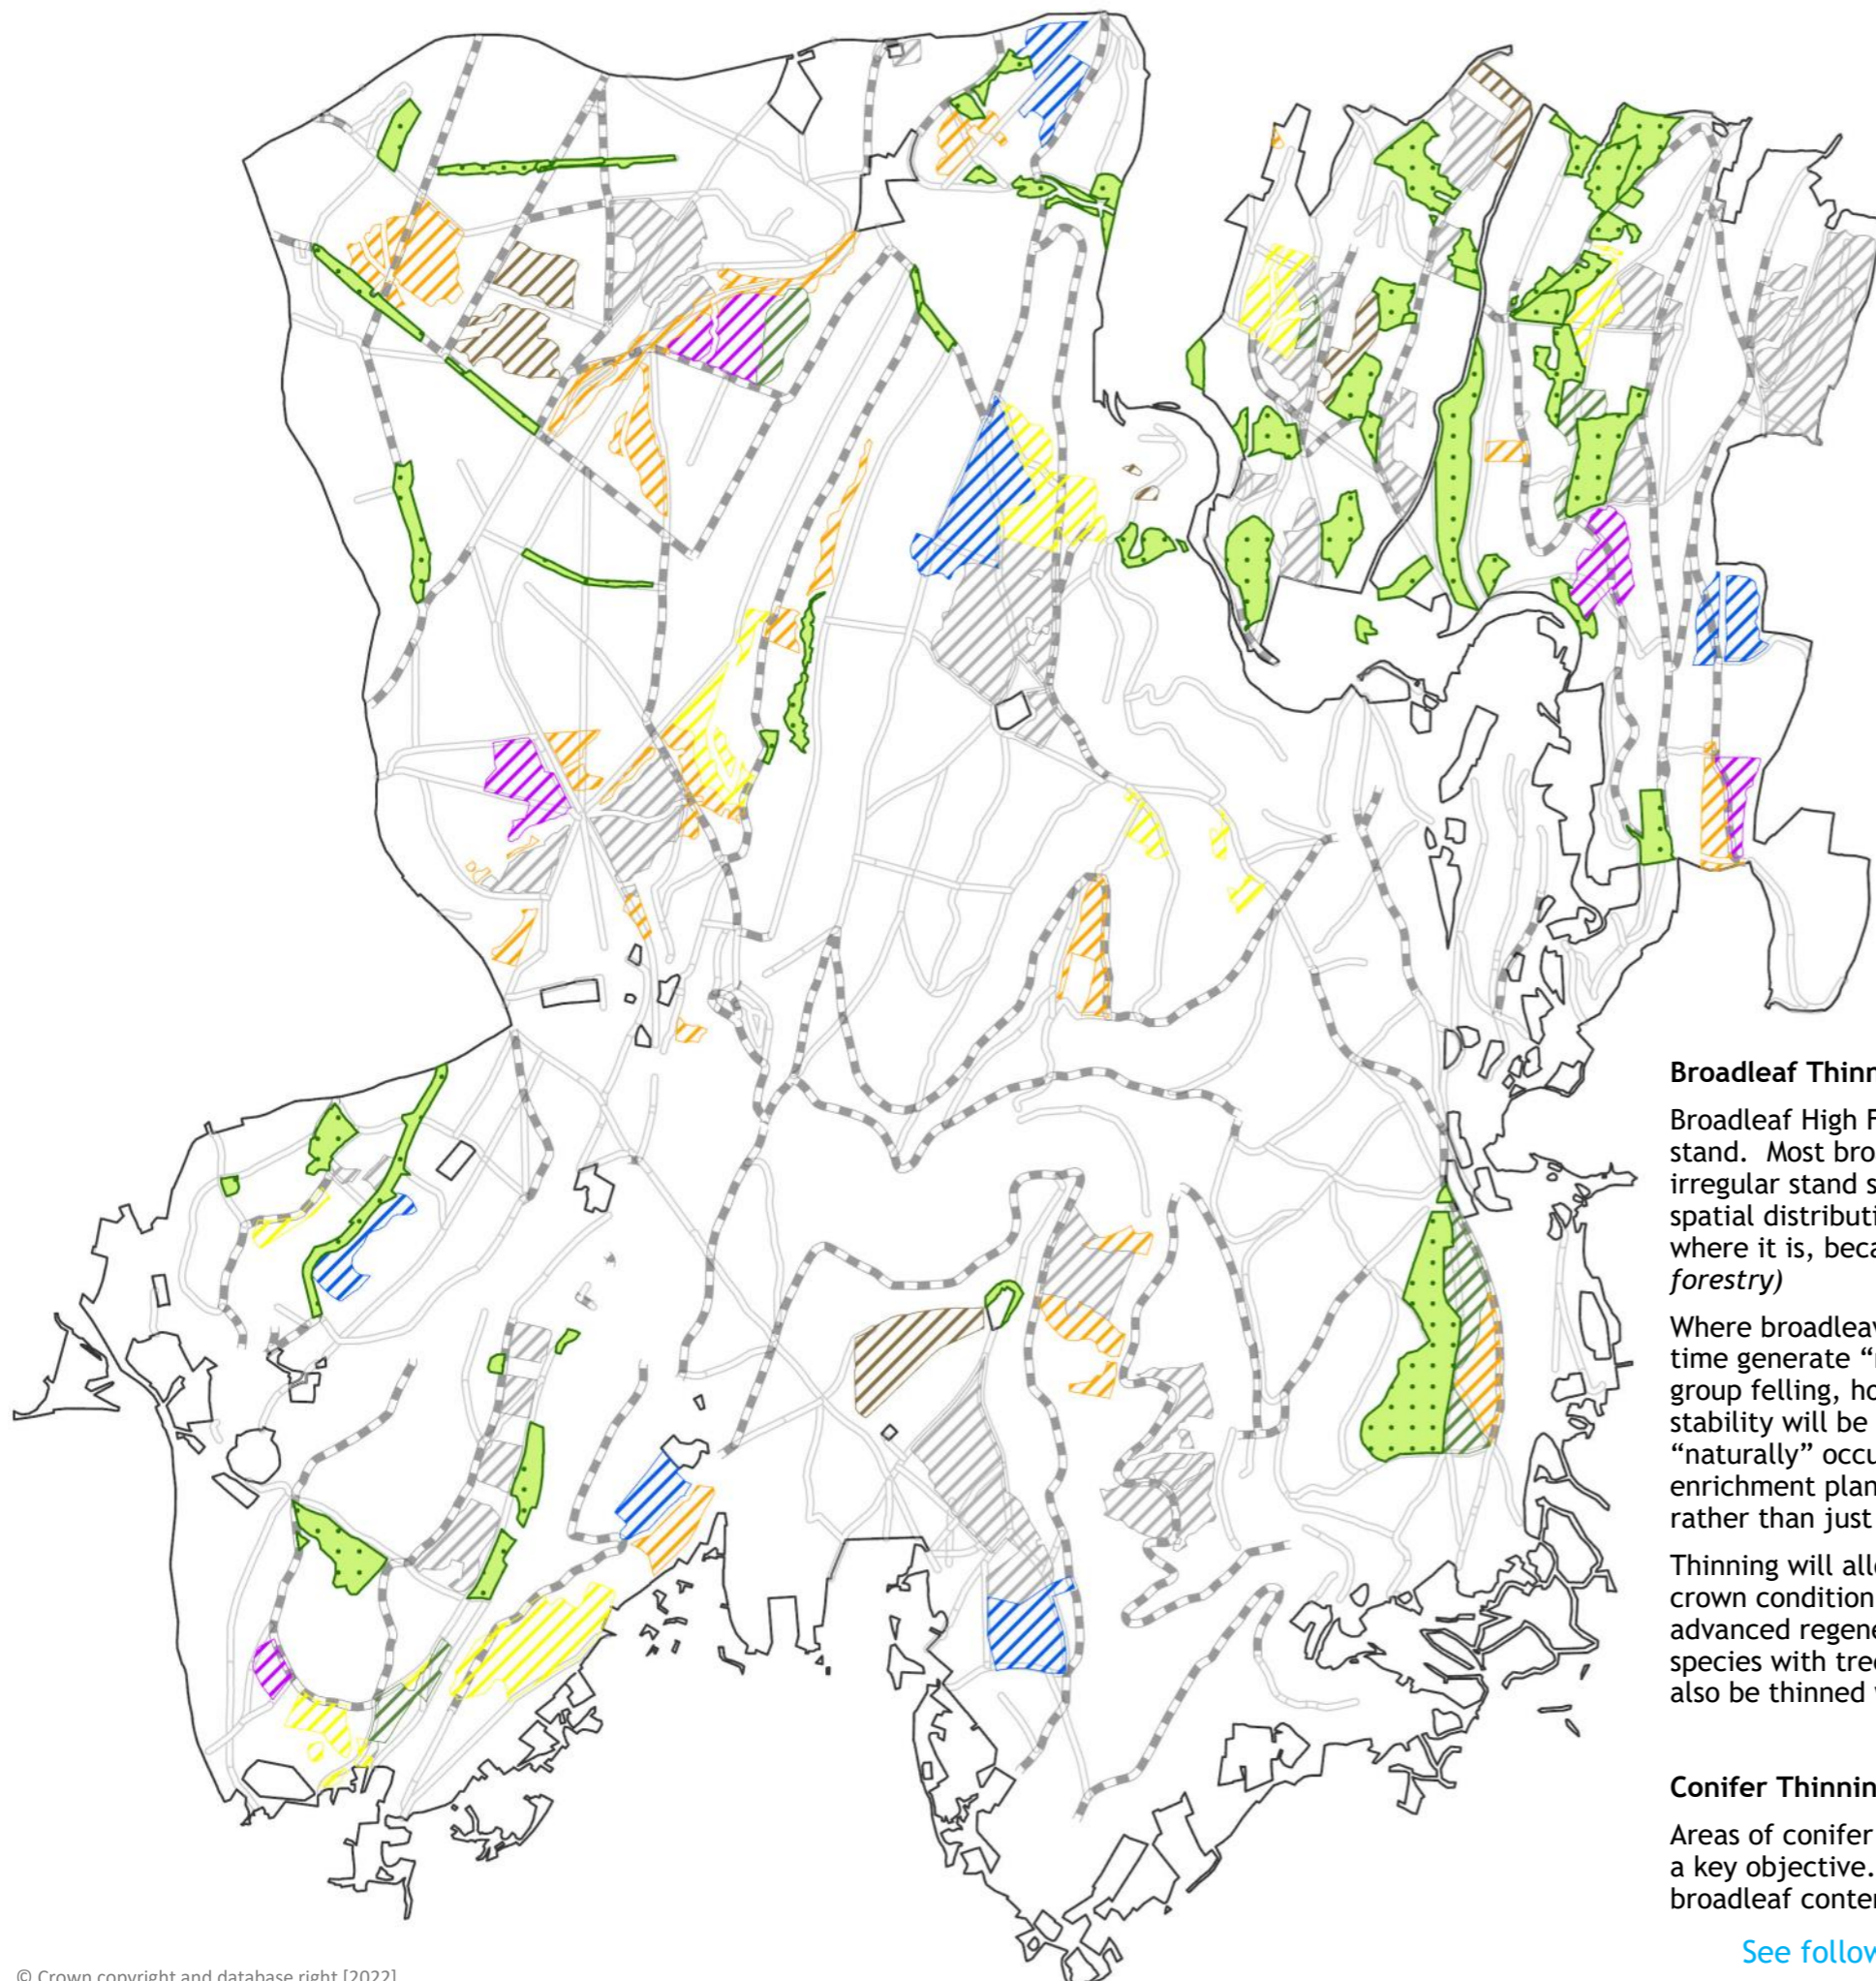 Broadleaf Thinn
Broadleaf High F
stand. Most bro
irregular stand s
spatial distributi
where it is, beca
forestry)
Where broadleav
time generate “
group felling, ho
stability will be
“naturally” occu
enrichment plan
rather than just
Thinning will all
crown condition
advanced regene
species with tree
also be thinned
Conifer Thinnin
Areas of conifer
a key objective.
broadleaf conter
See follow
© Crown copyright and database right [2022]